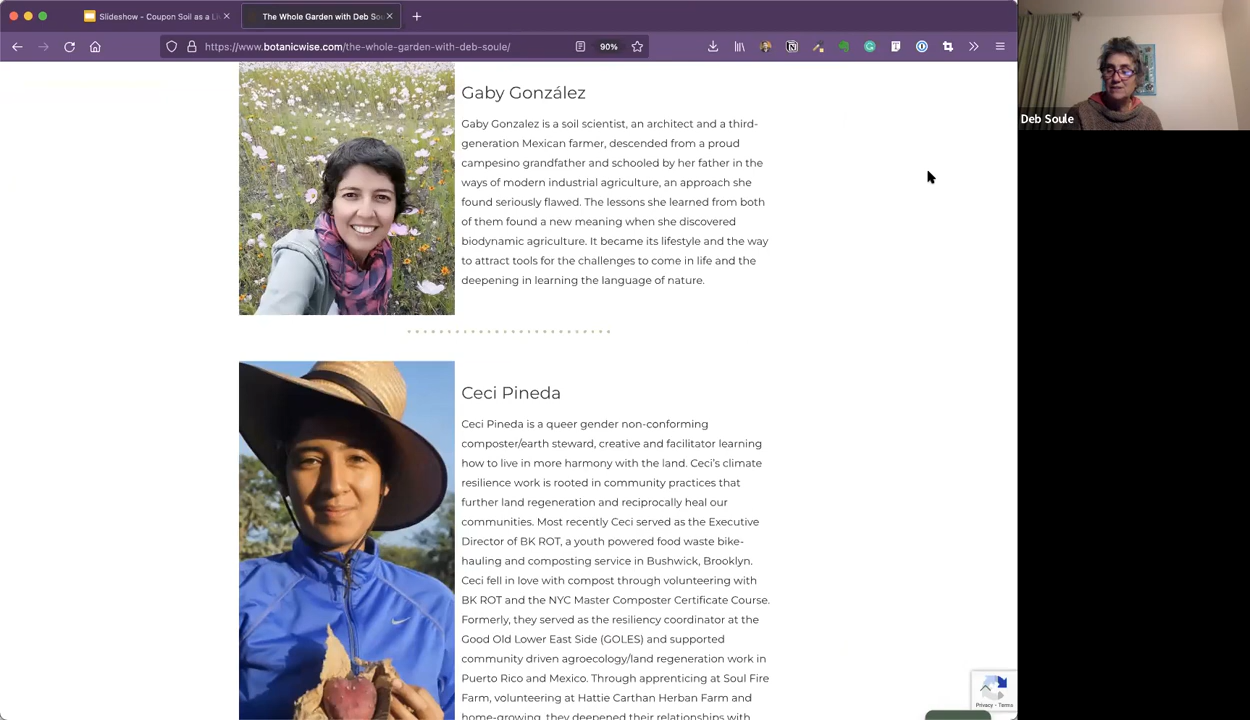 Slideshow - Coupon Soil as a Li
The Whole Garden with Deb Sou
https://www.botanicwise.com/the-whole-garden-with-deb-soule/
90%
Deb Soule
Gaby González
Gaby Gonzalez is a soil scientist, an architect and a third-
generation Mexican farmer, descended from a proud
campesino grandfather and schooled by her father in the
ways of modern industrial agriculture, an approach she
found seriously flawed. The lessons she learned from both
of them found a new meaning when she discovered
biodynamic agriculture. It became its lifestyle and the way
to attract tools for the challenges to come in life and the
deepening in learning the language of nature.
Ceci Pineda
Ceci Pineda is a queer gender non-conforming
composter/earth steward, creative and facilitator learning
how to live in more harmony with the land. Ceci's climate
resilience work is rooted in community practices that
further land regeneration and reciprocally heal our
communities. Most recently Ceci served as the Executive
Director of BK ROT, a youth powered food waste bike-
hauling and composting service in Bushwick, Brooklyn.
Ceci fell in love with compost through volunteering with
BK ROT and the NYC Master Composter Certificate Course.
Formerly, they served as the resiliency coordinator at the
Good Old Lower East Side (GOLES) and supported
community driven agroecology/land regeneration work in
Puerto Rico and Mexico. Through apprenticing at Soul Fire
Farm, volunteering at Hattie Carthan Herban Farm and
home-growing, they deepened their relationships with
Privacy - Terms